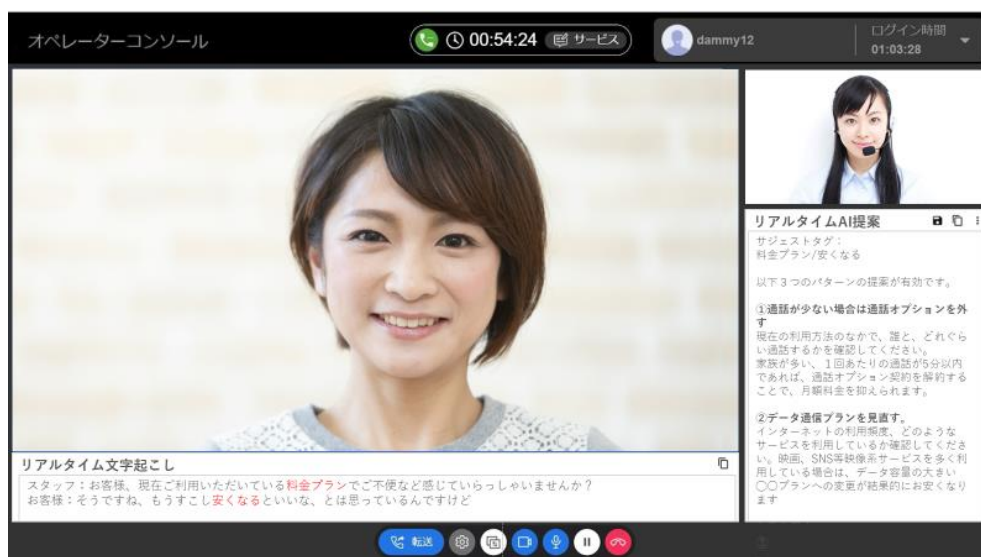 オペレーターコンソール
00:54:24 サービス
dammy12
ログイン時間
01:03:28
リアルタイムAI提案
サジェストタグ：
料金プラン/安くなる
以下３つのパターンの提案が有効です。
①通話が少ない場合は通話オプションを外
す
現在の利用方法のなかで、誰と、どれぐら
い通話するかを確認してください。
家族が多い、１回あたりの通話が5分以内
であれば、通話オプション契約を解約する
ことで、月額料金を抑えられます。
②データ通信プランを見直す。
インターネットの利用頻度、どのような
サービスを利用しているか確認してくださ
い。映画、SNS等映像系サービスを多く利
用している場合は、データ容量の大きい
〇〇プランへの変更が結果的にお安くなり
ます
リアルタイム文字起こし
スタッフ：お客様、現在ご利用いただいている料金プランでご不便など感じていらっしゃいませんか？
お客様：そうですね、もうすこし安くなるといいな、とは思っているんですけど
転送